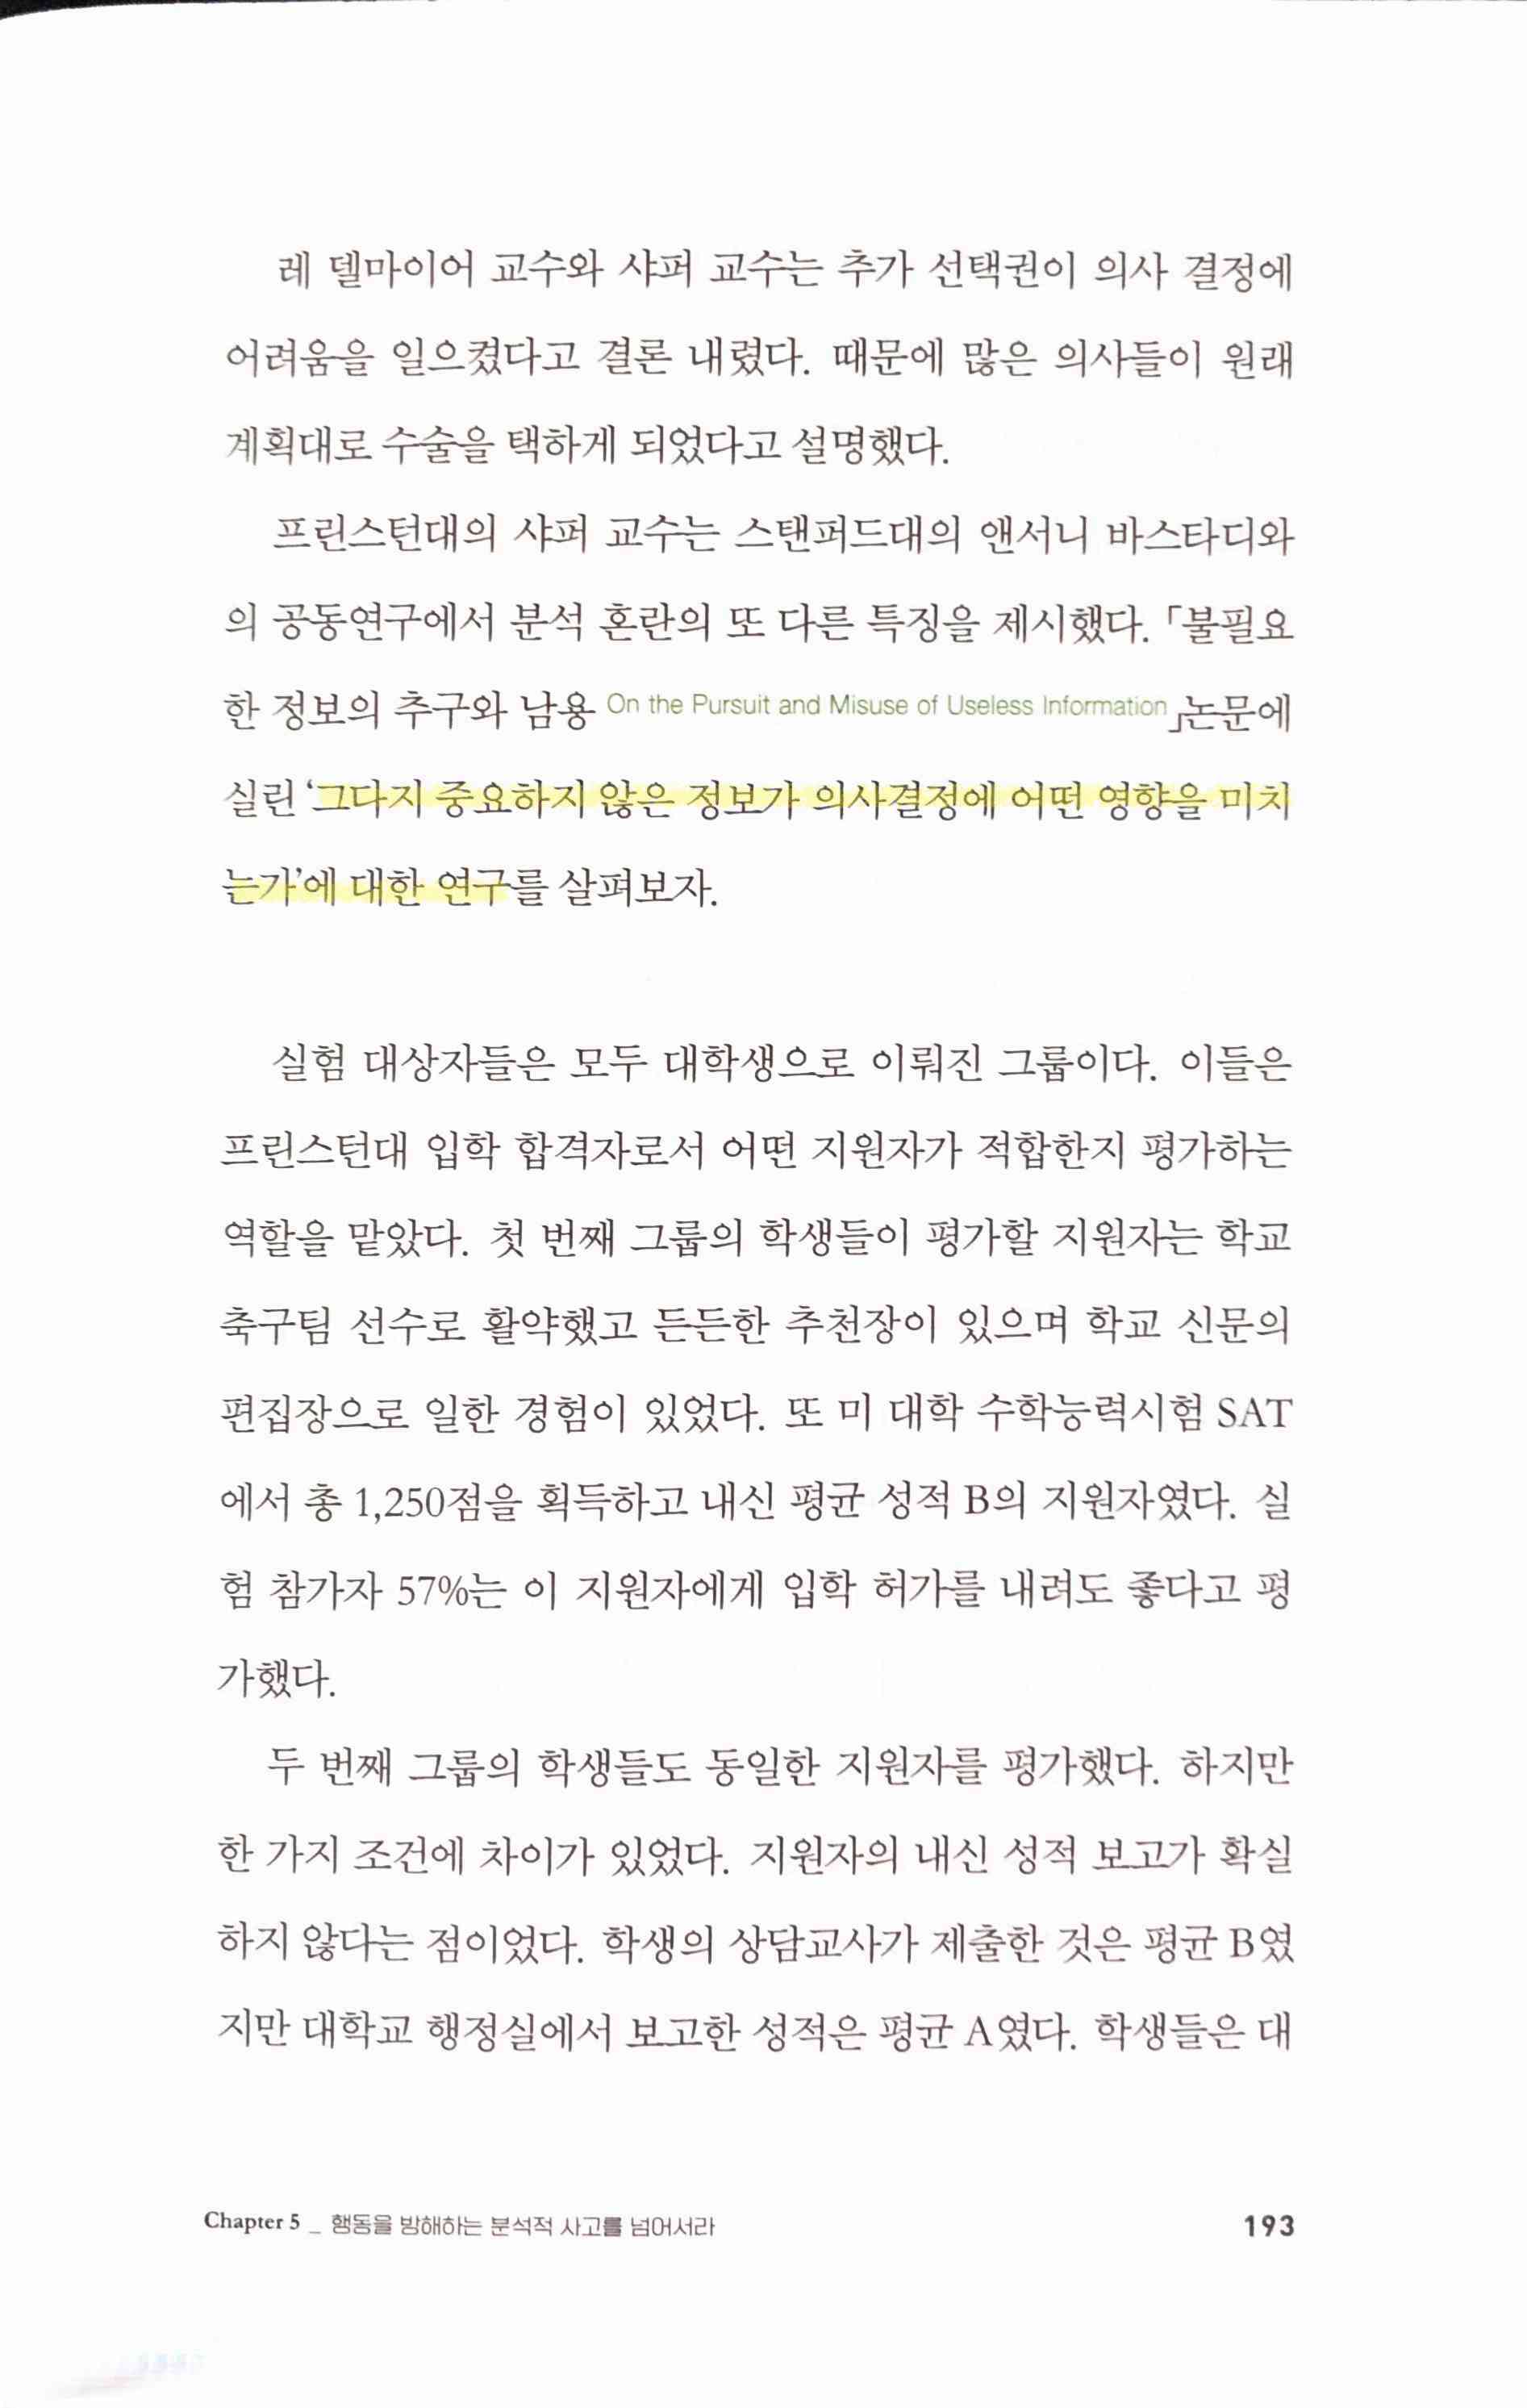 레 델마이어 교수와 샤퍼 교수는 추가 선택권이 의사 결정에
어려움을 일으켰다고 결론 내렸다. 때문에 많은 의사들이 원래
계획대로 수술을 택하게 되었다고 설명했다.
프린스턴대의 샤퍼 교수는 스탠퍼드대의 앤서니 바스타디와
의 공동연구에서 분석 혼란의 또 다른 특징을 제시했다. 「불필요
한 정보의 추구와 남용 On the Pursuit and Misuse of Useless Information」논문에
실린 ‘그다지 중요하지 않은 정보가 의사결정에 어떤 영향을 미치
는가’에 대한 연구를 살펴보자.
실험 대상자들은 모두 대학생으로 이뤄진 그룹이다. 이들은
프린스턴대 입학 합격자로서 어떤 지원자가 적합한지 평가하는
역할을 맡았다. 첫 번째 그룹의 학생들이 평가할 지원자는 학교
축구팀 선수로 활약했고 든든한 추천장이 있으며 학교 신문의
편집장으로 일한 경험이 있었다. 또 미 대학 수학능력시험 SAT
에서 총 1,250점을 획득하고 내신 평균 성적 B의 지원자였다. 실
험 참가자 57%는 이 지원자에게 입학 허가를 내려도 좋다고 평
가했다.
두 번째 그룹의 학생들도 동일한 지원자를 평가했다. 하지만
한 가지 조건에 차이가 있었다. 지원자의 내신 성적 보고가 확실
하지 않다는 점이었다. 학생의 상담교사가 제출한 것은 평균 B였
지만 대학교 행정실에서 보고한 성적은 평균 A였다. 학생들은 대
Chapter 5 _ 행동을 방해하는 분석적 사고를 넘어서라
193